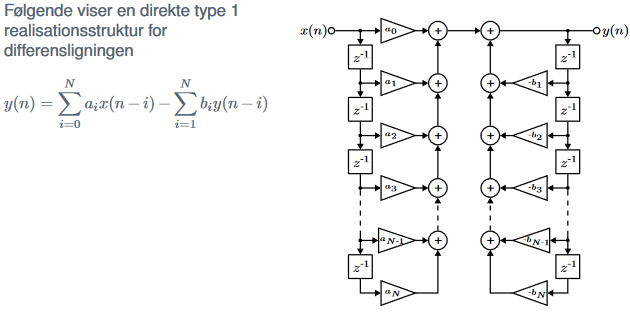 Følgende viser en direkte type 1
realisationsstruktur for
differensligningen
y(n) = \sum_{i=0}^{N} a_i x(n-i) - \sum_{i=1}^{N} b_i y(n-i)
x(n) a_0 + + y(n)
z^{-1} z^{-1}
a_1 + + -b_1
z^{-1} z^{-1}
a_2 + + -b_2
z^{-1} z^{-1}
a_3 + + -b_3
a_{N-1} + + -b_{N-1}
z^{-1} z^{-1}
a_N -b_N